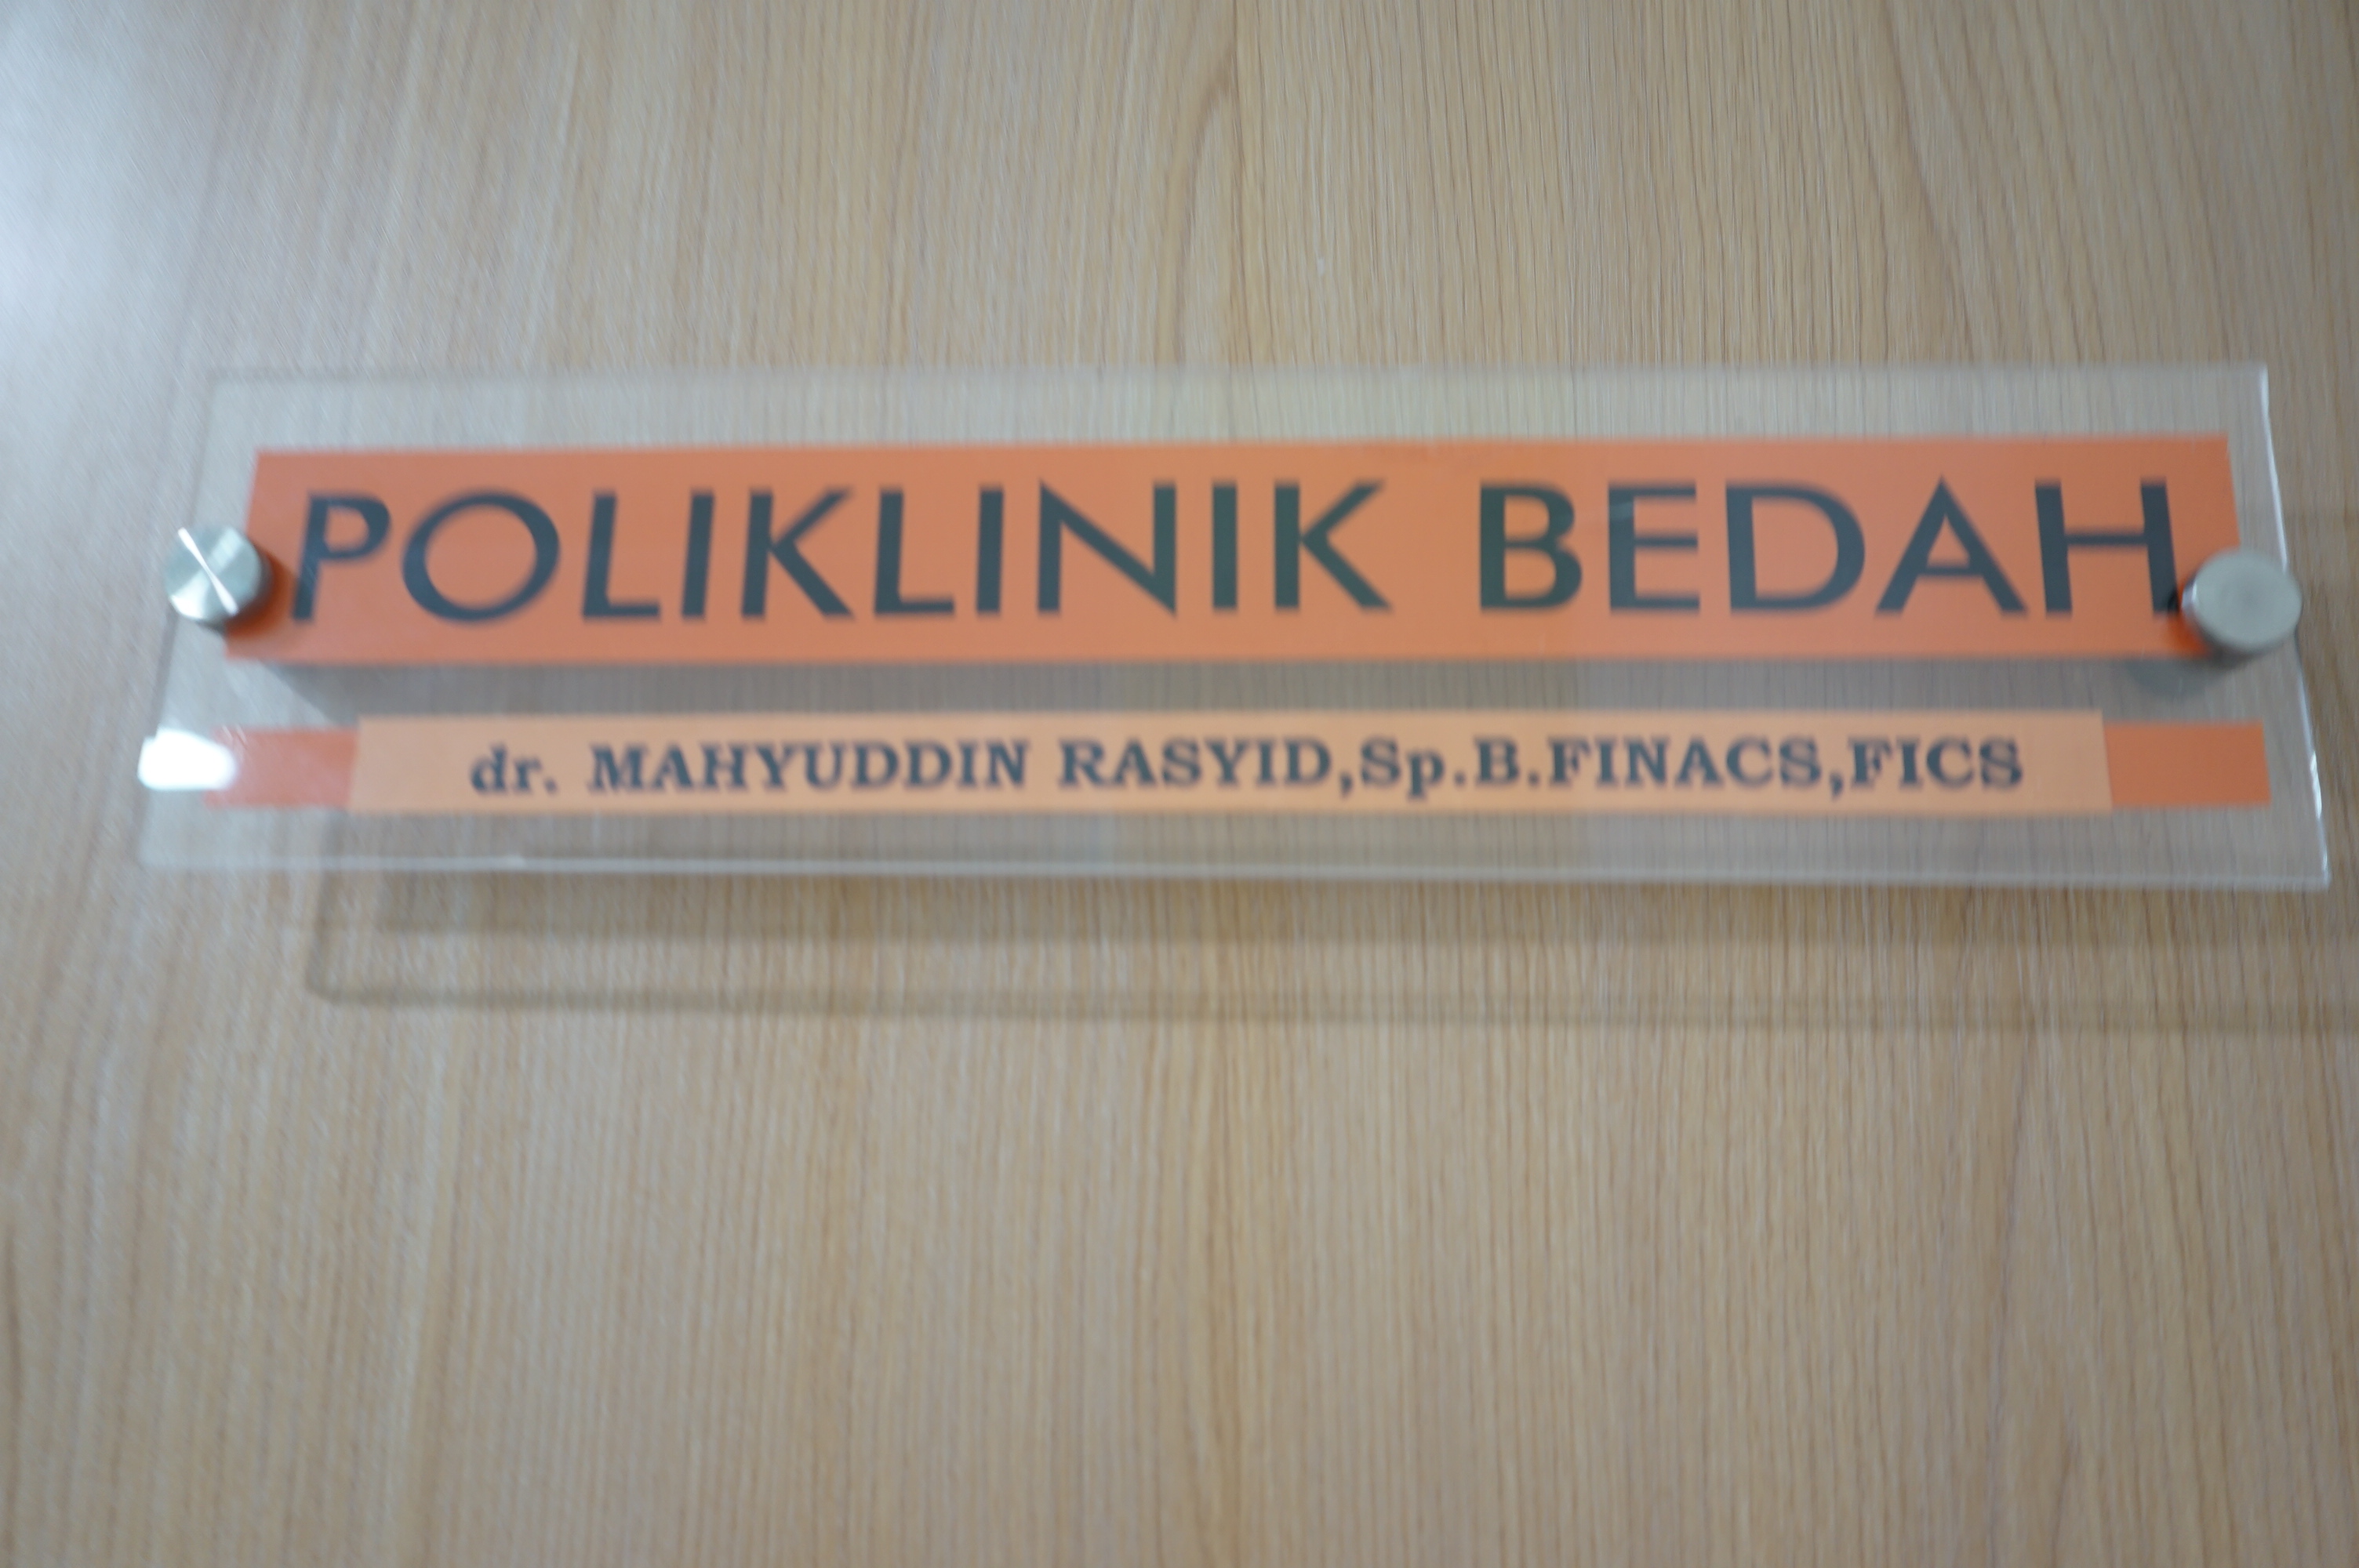 POLIKLINIK BEDAH
dr. MAHYUDDIN RASYID,Sp.B.FINACS,FICS